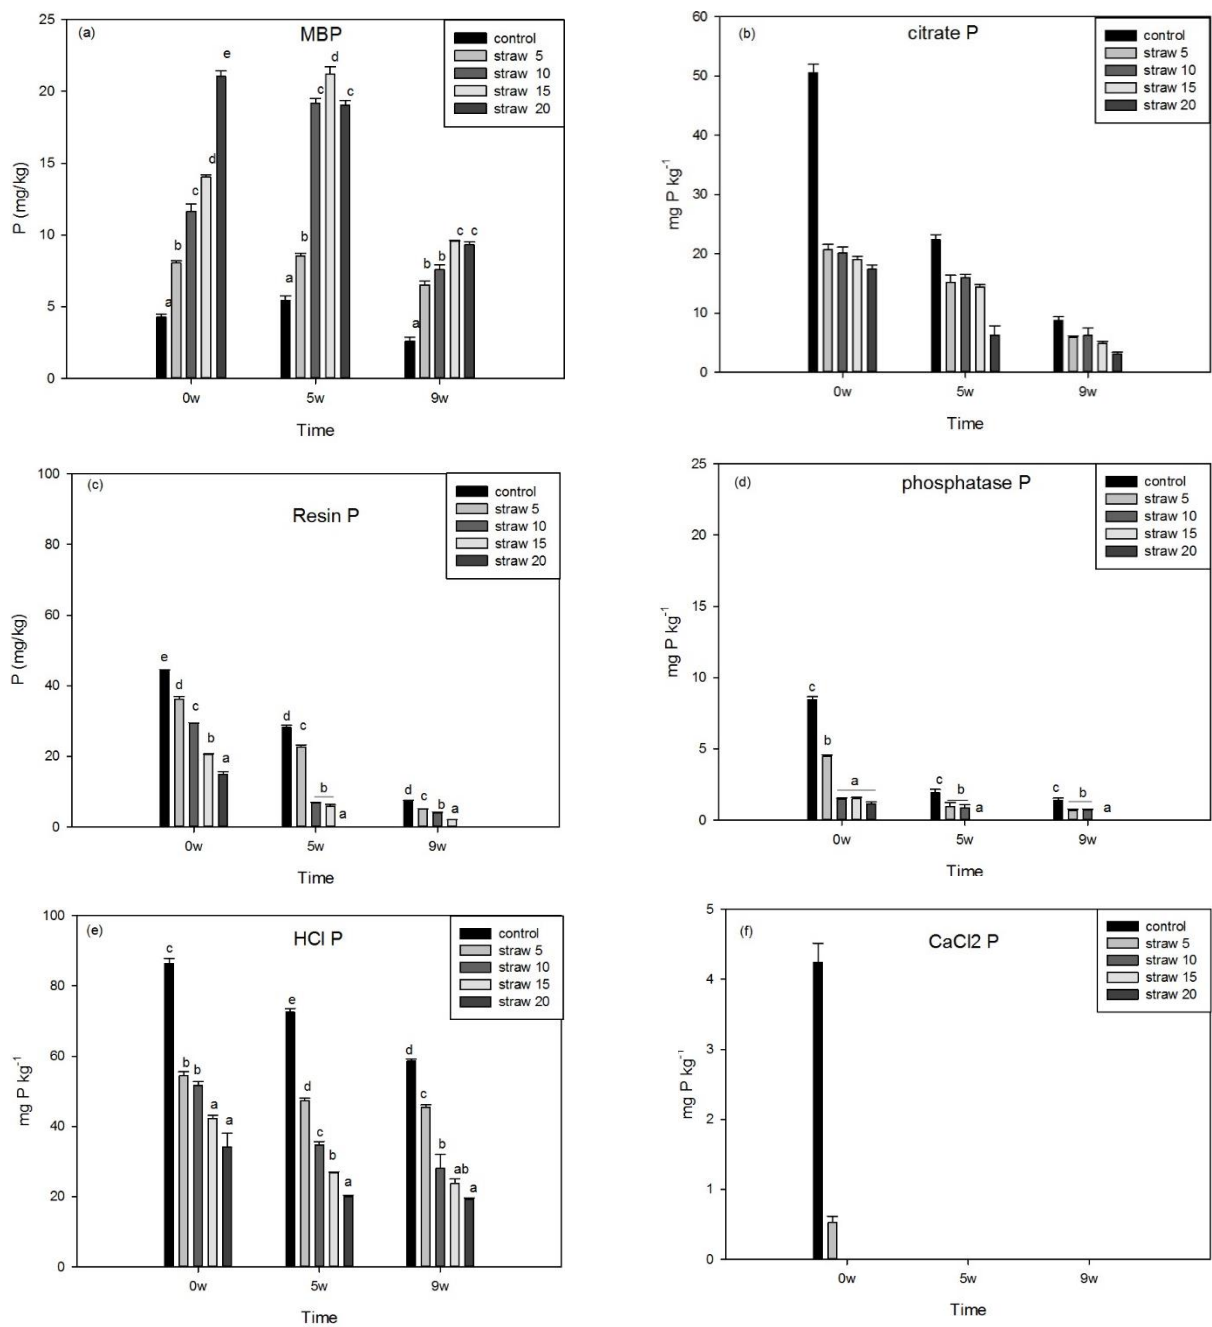 (a)
MBP
control
straw 5
straw 10
straw 15
straw 20
P (mg/kg)
25
20
15
10
5
0
a
b
c
d
e
a
b
c
d
c
a
b
b
c
c
0w
5w
9w
Time
(b)
citrate P
control
straw 5
straw 10
straw 15
straw 20
mg P kg-1
60
50
40
30
20
10
0
0w
5w
9w
Time
(c)
Resin P
control
straw 5
straw 10
straw 15
straw 20
P (mg/kg)
100
80
60
40
20
0
e
d
c
b
a
d
c
b
a
d
c
b
a
0w
5w
9w
Time
(d)
phosphatase P
control
straw 5
straw 10
straw 15
straw 20
mg P kg-1
25
20
15
10
5
0
c
b
a
c
b
a
c
b
a
0w
5w
9w
Time
(e)
HCl P
control
straw 5
straw 10
straw 15
straw 20
mg P kg-1
100
80
60
40
20
0
c
b
b
a
a
e
d
c
b
a
d
c
b
ab
a
0w
5w
9w
Time
(f)
CaCl2 P
control
straw 5
straw 10
straw 15
straw 20
mg P kg-1
5
4
3
2
1
0
0w
5w
9w
Time